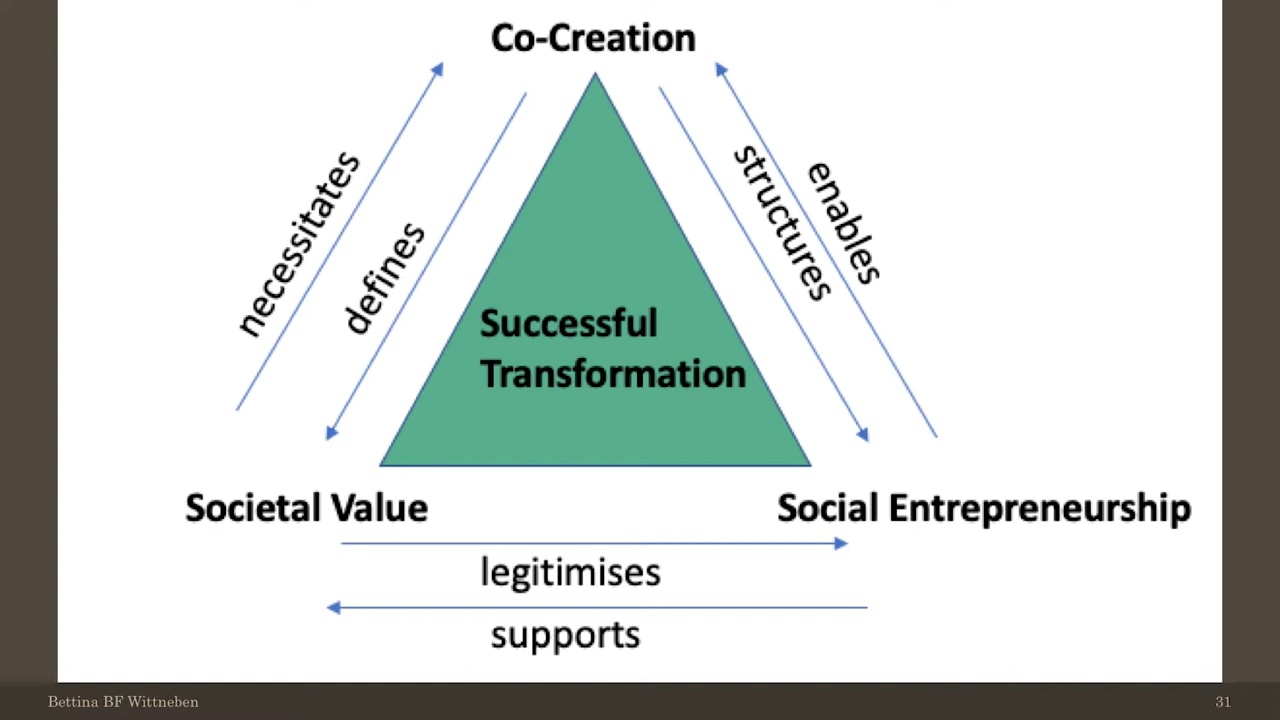 Co-Creation
necessitates
defines
structures
enables
Successful
Transformation
Societal Value
Social Entrepreneurship
legitimises
supports
Bettina BF Wittneben
31